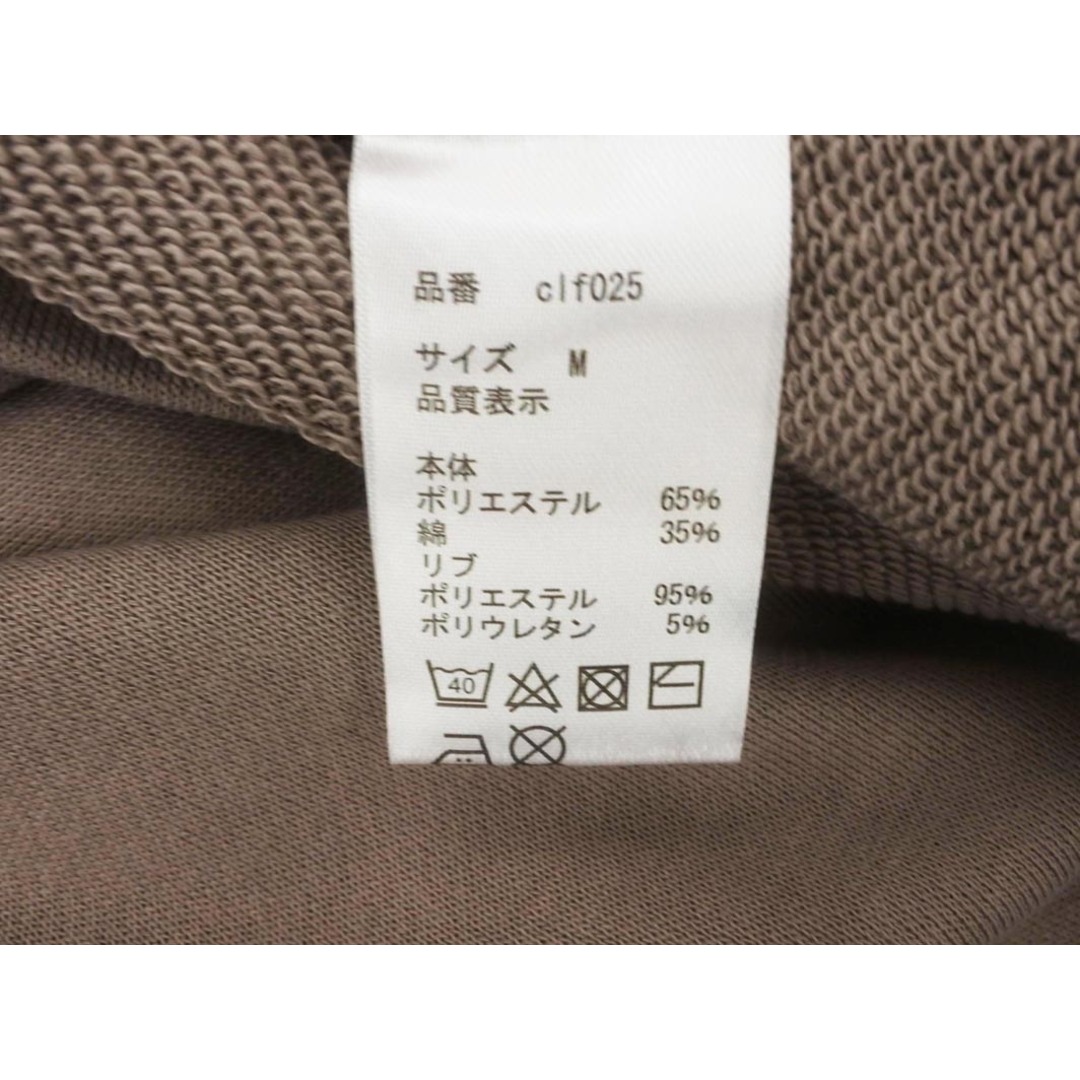 品番 clf025
サイズ M
品質表示
本体
ポリエステル 65%
綿 35%
リブ
ポリエステル 95%
ポリウレタン 5%
40